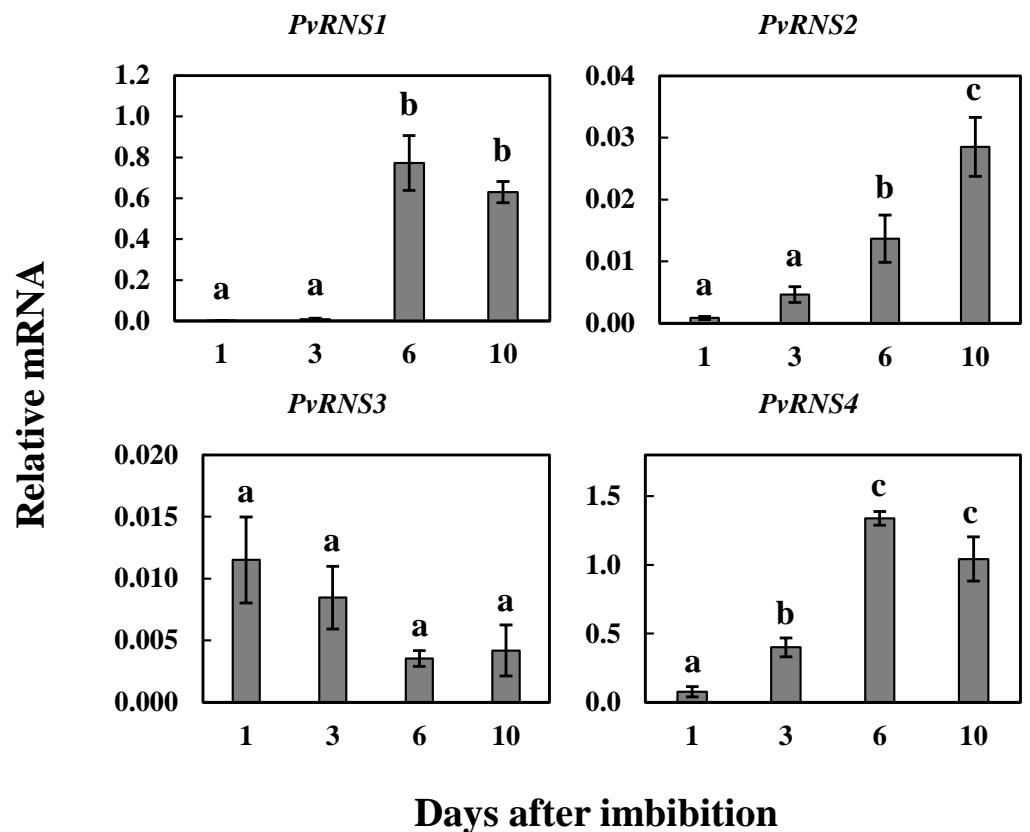 PvRNS1
1.2
1.0
0.8
0.6
0.4
0.2
0.0
a
a
b
b
1 3 6 10
PvRNS2
0.04
0.03
0.02
0.01
0.00
a
a
b
c
1 3 6 10
Relative mRNA
PvRNS3
0.020
0.015
0.010
0.005
0.000
a
a
a
a
1 3 6 10
PvRNS4
1.5
1.0
0.5
0.0
a
b
c
c
1 3 6 10
Days after imbibition